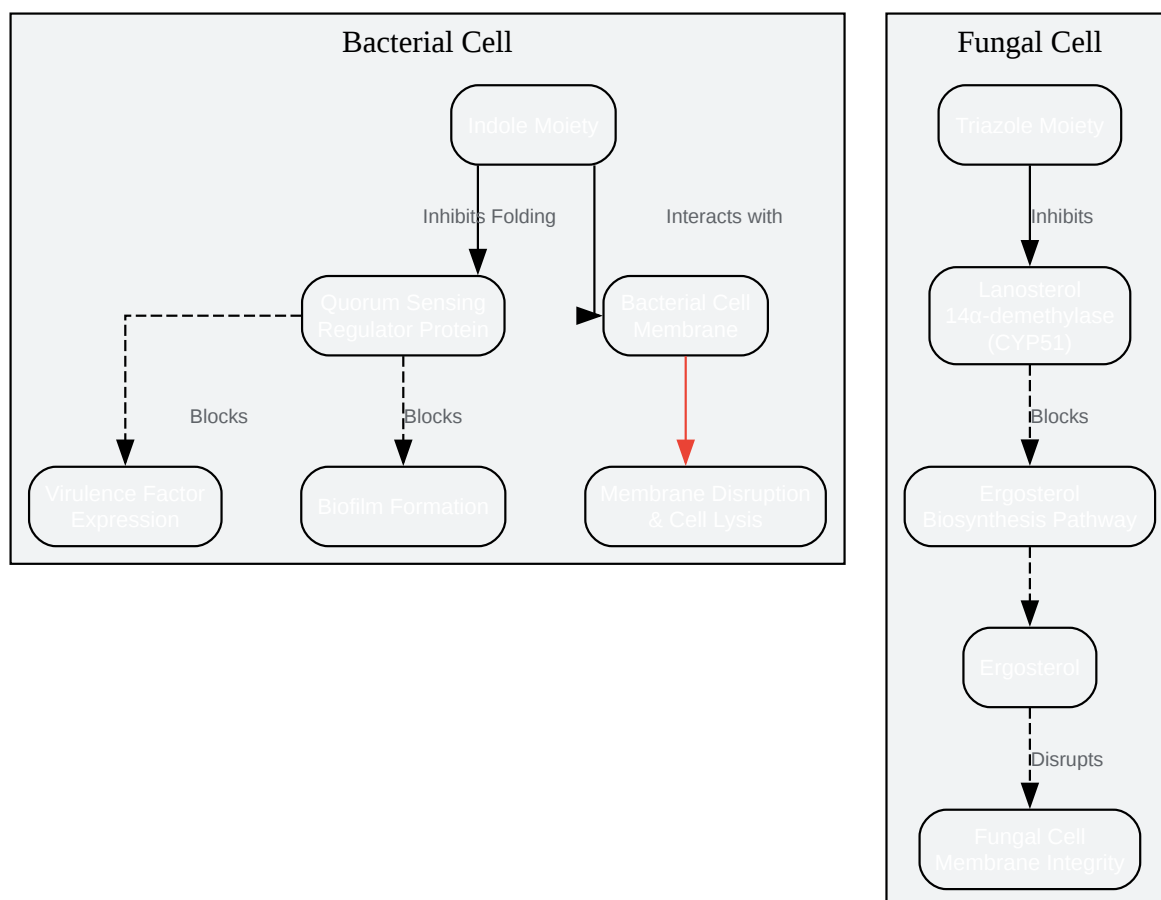 Bacterial Cell
Indole Moiety
Inhibits Folding
Interacts with
Quorum Sensing
Regulator Protein
Bacterial Cell
Membrane
Blocks
Blocks
Virulence Factor
Expression
Biofilm Formation
Membrane Disruption
& Cell Lysis
Fungal Cell
Triazole Moiety
Inhibits
Lanosterol
14α-demethylase
(CYP51)
Blocks
Ergosterol
Biosynthesis Pathway
Ergosterol
Disrupts
Fungal Cell
Membrane Integrity